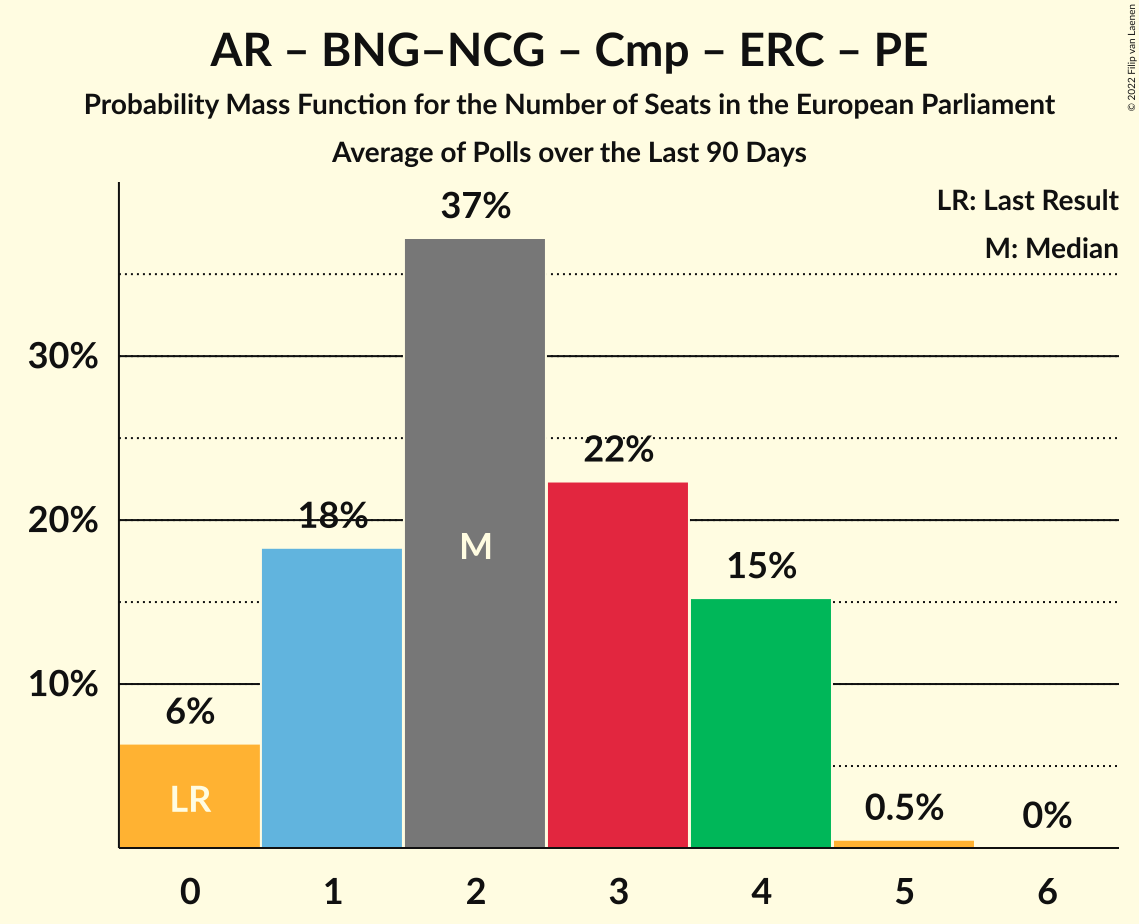 AR – BNG–NCG – Cmp – ERC – PE
Probability Mass Function for the Number of Seats in the European Parliament
Average of Polls over the Last 90 Days
© 2022 Filip van Laenen
LR: Last Result
M: Median
37%
30%
22%
20%
18%
M
15%
10%
6%
LR
0.5%
0%
0 1 2 3 4 5 6